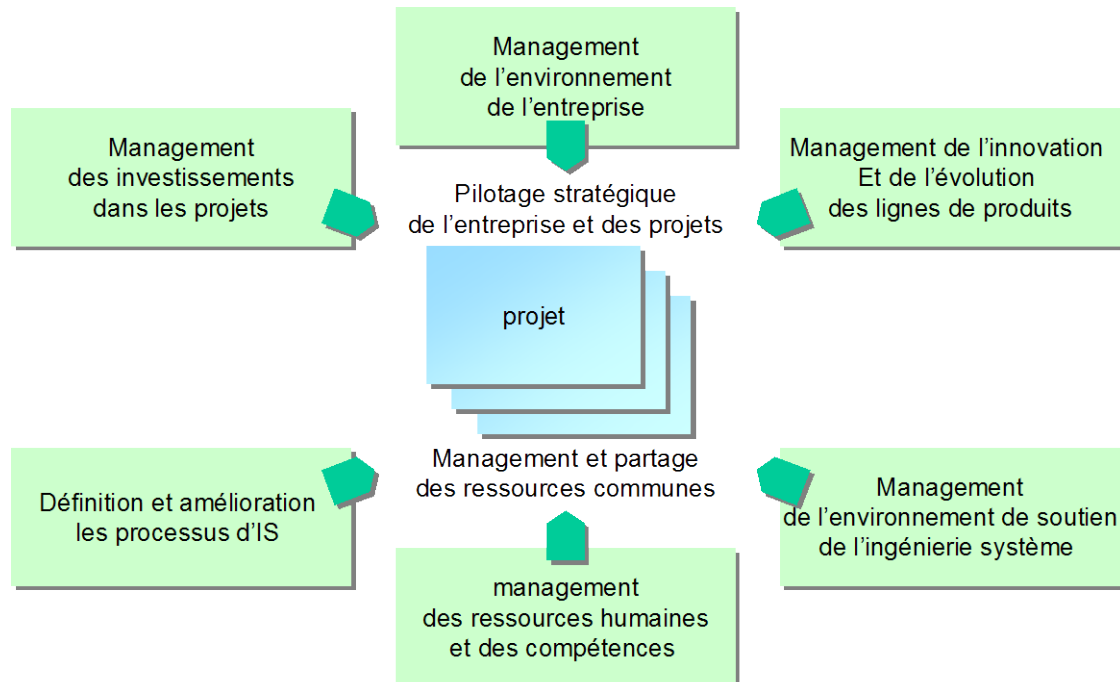 Management
de l’environnement
de l’entreprise
Management
des investissements
dans les projets
Management de l’innovation
Et de l’évolution
des lignes de produits
Pilotage stratégique
de l’entreprise et des projets
projet
Management et partage
des ressources communes
Définition et amélioration
les processus d’IS
Management
de l’environnement de soutien
de l’ingénierie système
management
des ressources humaines
et des compétences